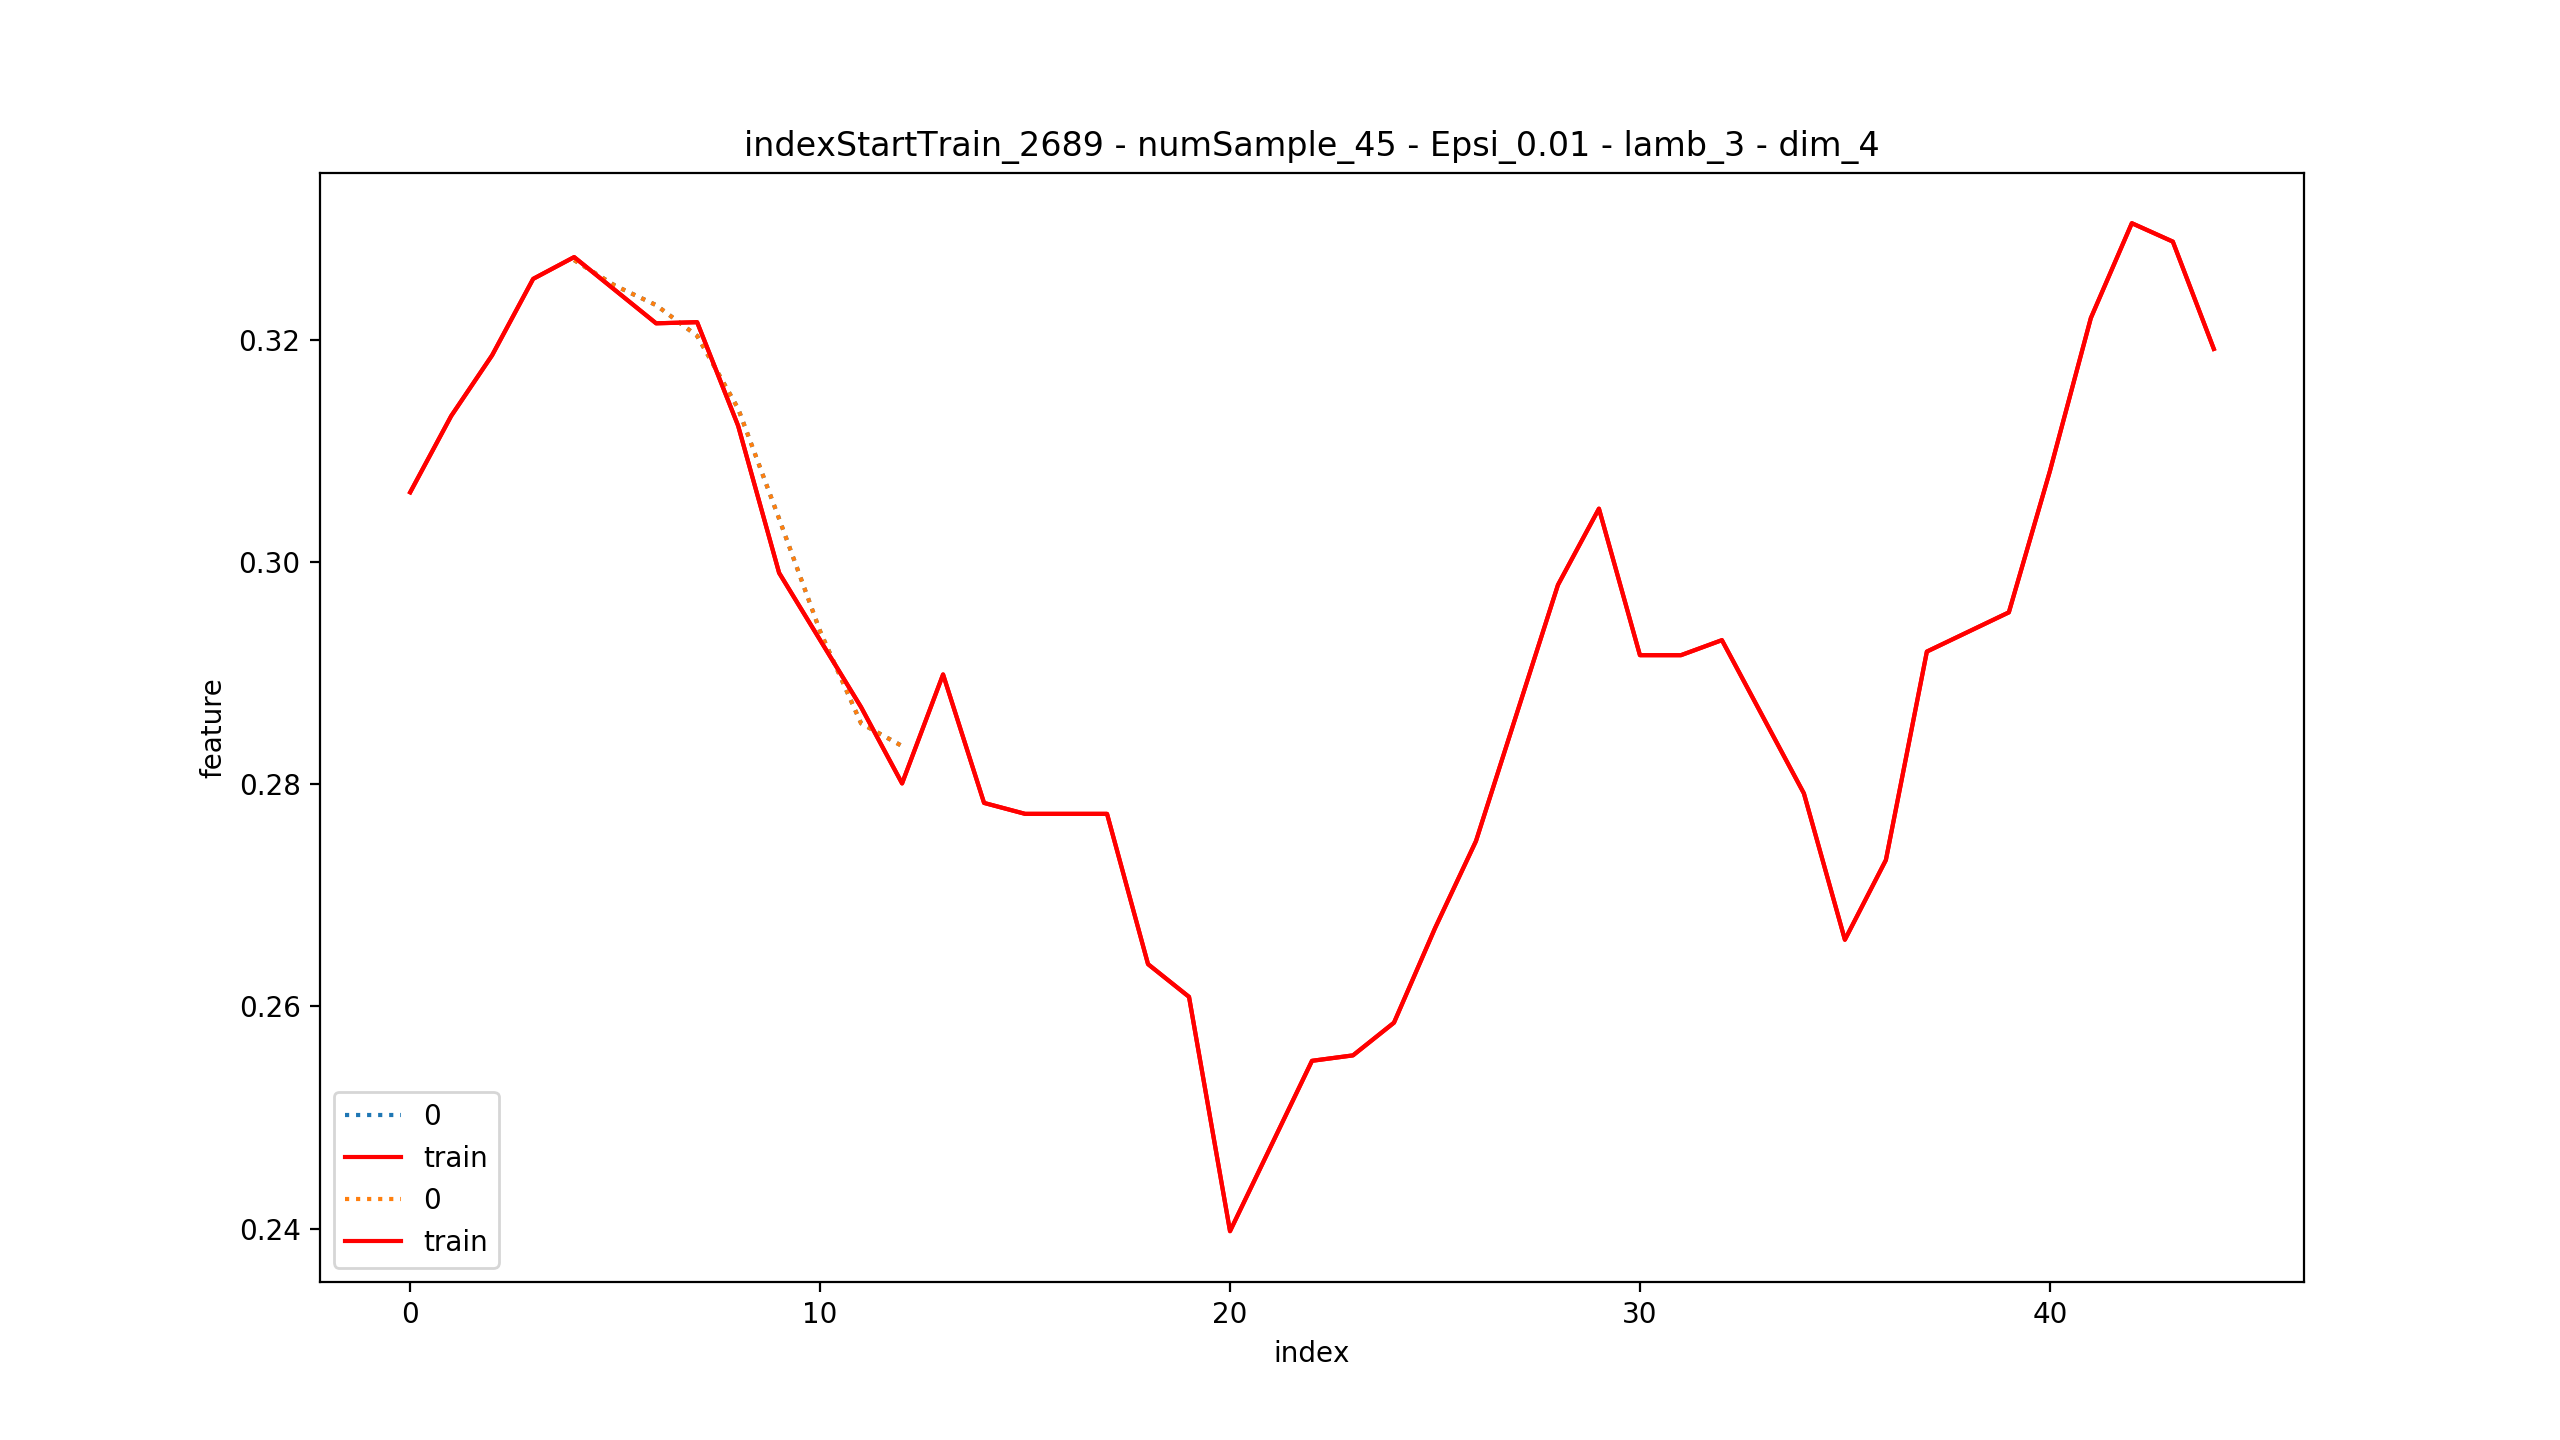 indexStartTrain_2689 - numSample_45 - Epsi_0.01 - lamb_3 - dim_4
feature
0.32
0.30
0.28
0.26
0.24
0
train
0
train
0 10 20 30 40
index